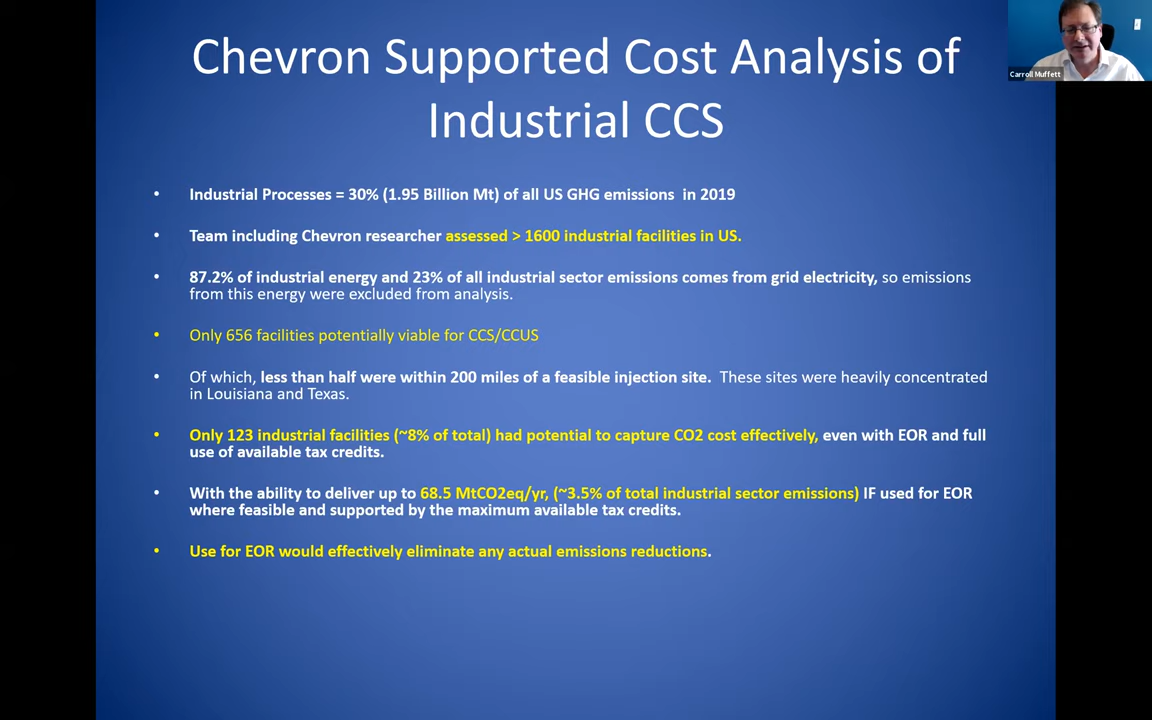 Chevron Supported Cost Analysis of
Industrial CCS
Carroll Muffett
• Industrial Processes = 30% (1.95 Billion Mt) of all US GHG emissions  in 2019
• Team including Chevron researcher assessed > 1600 industrial facilities in US.
• 87.2% of industrial energy and 23% of all industrial sector emissions comes from grid electricity, so emissions
from this energy were excluded from analysis.
• Only 656 facilities potentially viable for CCS/CCUS
• Of which, less than half were within 200 miles of a feasible injection site.  These sites were heavily concentrated
in Louisiana and Texas.
• Only 123 industrial facilities (~8% of total) had potential to capture CO2 cost effectively, even with EOR and full
use of available tax credits.
• With the ability to deliver up to 68.5 MtCO2eq/yr, (~3.5% of total industrial sector emissions) IF used for EOR
where feasible and supported by the maximum available tax credits.
• Use for EOR would effectively eliminate any actual emissions reductions.